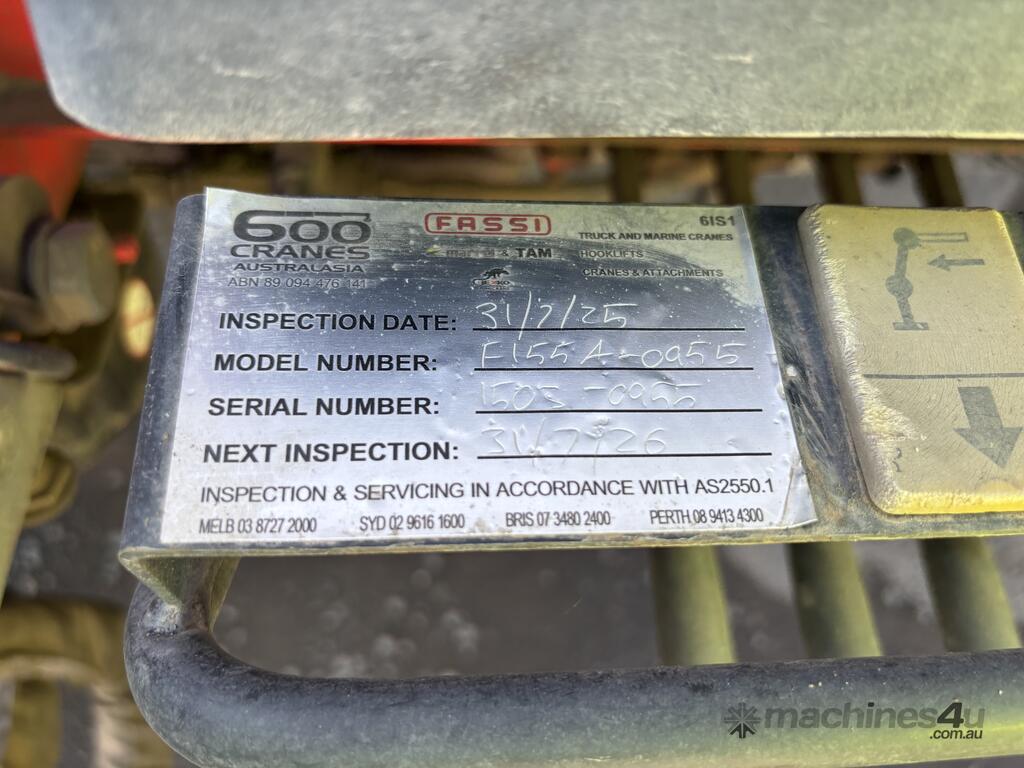 600
CRANES
AUSTRALASIA
ABN 89 094 476 141
FASSI
& TAM
6IS1
TRUCK AND MARINE CRANES
HOOKLIFTS
CRANES & ATTACHMENTS
INSPECTION DATE: 31/7/25
MODEL NUMBER: F155A-0955
SERIAL NUMBER: 1503-0955
NEXT INSPECTION: 31/7/26
INSPECTION & SERVICING IN ACCORDANCE WITH AS2550.1
MELB 03 8727 2000 SYD 02 9616 1600 BRIS 07 3480 2400 PERTH 08 9413 4300
R
machines4u
.com.au